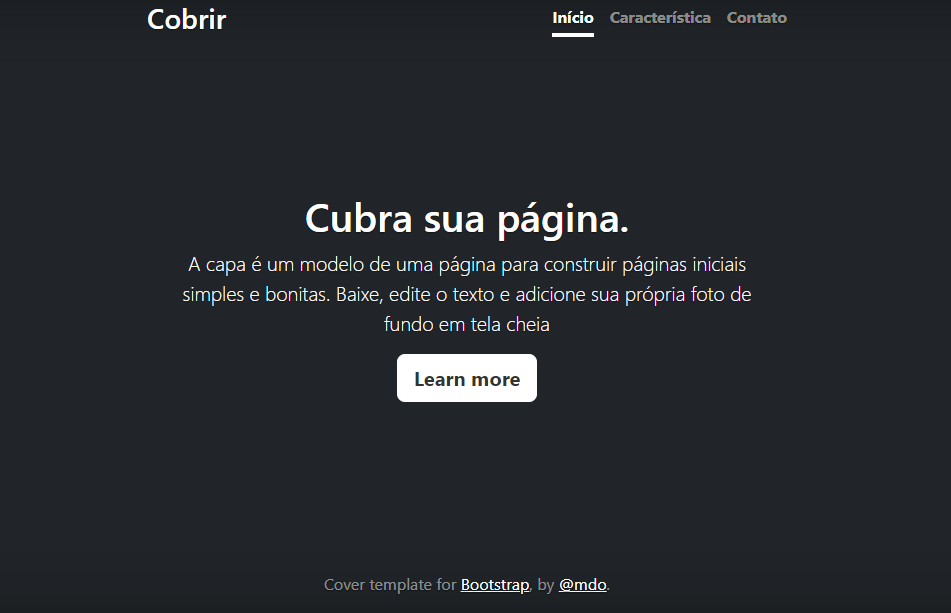 Cobrir
Início Característica Contato
Cubra sua página.
A capa é um modelo de uma página para construir páginas iniciais
simples e bonitas. Baixe, edite o texto e adicione sua própria foto de
fundo em tela cheia
Learn more
Cover template for Bootstrap, by @mdo.